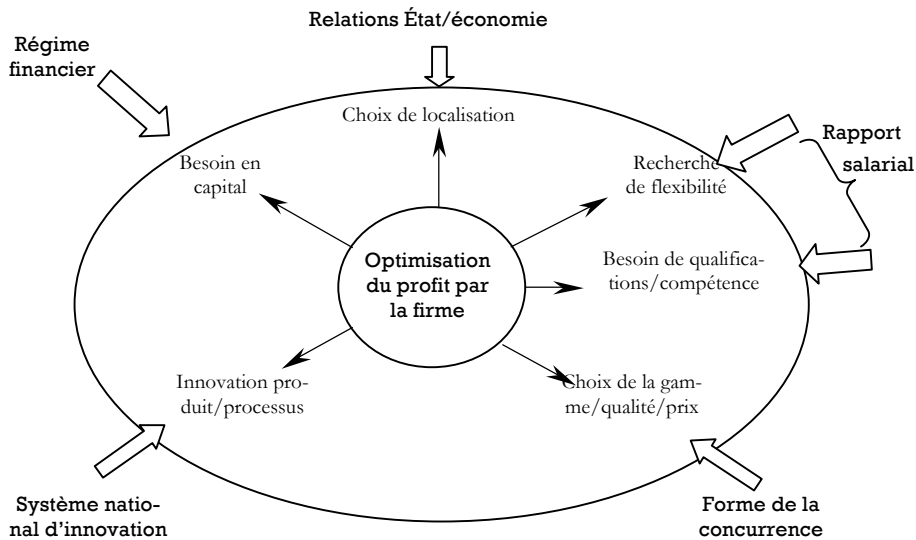 Relations État/économie
Régime
financier
Choix de localisation
Rapport
salarial
Besoin en
capital
Recherche
de flexibilité
Optimisation
du profit par
la firme
Besoin de qualifica-
tions/compétence
Innovation pro-
duit/processus
Choix de la gam-
me/qualité/prix
Système natio-
nal d’innovation
Forme de la
concurrence